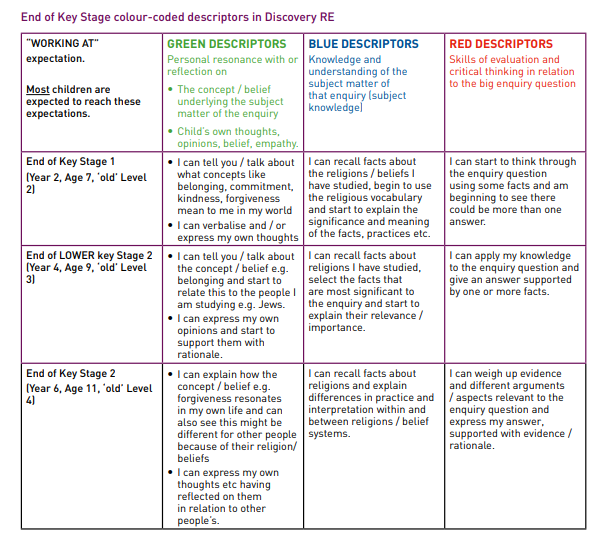 End of Key Stage colour-coded descriptors in Discovery RE
"WORKING AT"
expectation.
Most children are
expected to reach these
expectations.
GREEN DESCRIPTORS
Personal resonance with or
reflection on
• The concept / belief
underlying the subject
matter of the enquiry
• Child's own thoughts,
opinions, belief, empathy.
BLUE DESCRIPTORS
Knowledge and
understanding of the
subject matter of
that enquiry (subject
knowledge)
RED DESCRIPTORS
Skills of evaluation and
critical thinking in relation
to the big enquiry question
End of Key Stage 1
(Year 2, Age 7, 'old' Level
2)
• I can tell you / talk about
what concepts like
belonging, commitment,
kindness, forgiveness
mean to me in my world
• I can verbalise and / or
express my own thoughts
I can recall facts about
the religions / beliefs I
have studied, begin to use
the religious vocabulary
and start to explain the
significance and meaning
of the facts, practices etc.
I can start to think through
the enquiry question
using some facts and am
beginning to see there
could be more than one
answer.
End of LOWER key Stage 2
(Year 4, Age 9, 'old' Level
3)
• I can tell you / talk about
the concept / belief e.g.
belonging and start to
relate this to the people I
am studying e.g. Jews.
• I can express my own
opinions and start to
support them with
rationale.
I can recall facts about
religions I have studied,
select the facts that
are most significant to
the enquiry and start to
explain their relevance /
importance.
I can apply my knowledge
to the enquiry question and
give an answer supported
by one or more facts.
End of Key Stage 2
(Year 6, Age 11, 'old' Level
4)
• I can explain how the
concept / belief e.g.
forgiveness resonates
in my own life and can
also see this might be
different for other people
because of their religion/
beliefs
• I can express my own
thoughts etc having
reflected on them
in relation to other
people's.
I can recall facts about
religions and explain
differences in practice and
interpretation within and
between religions / belief
systems.
I can weigh up evidence
and different arguments
/ aspects relevant to the
enquiry question and
express my answer,
supported with evidence /
rationale.